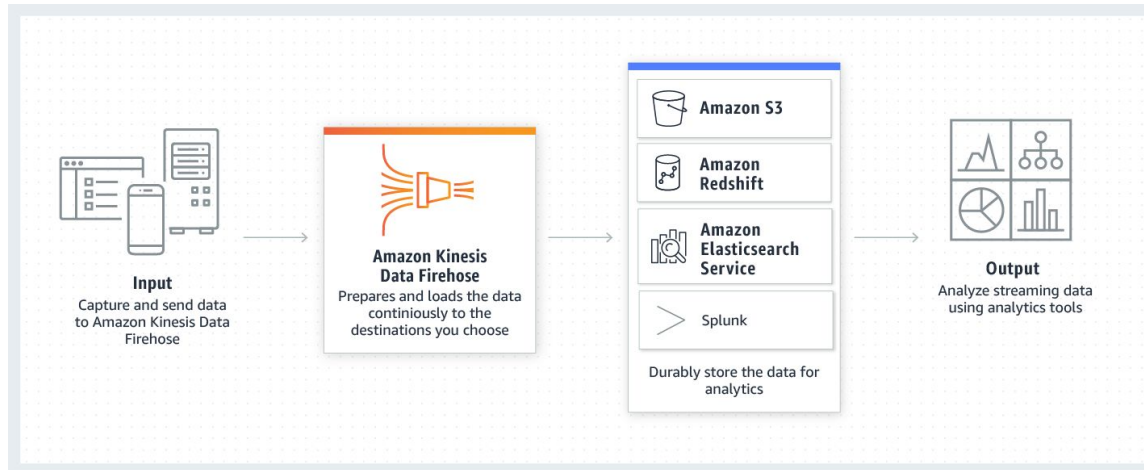 Input
Capture and send data
to Amazon Kinesis Data
Firehose
Amazon Kinesis
Data Firehose
Prepares and loads the data
continiously to the
destinations you choose
Amazon S3
Amazon
Redshift
Amazon
Elasticsearch
Service
Splunk
Durably store the data for
analytics
Output
Analyze streaming data
using analytics tools